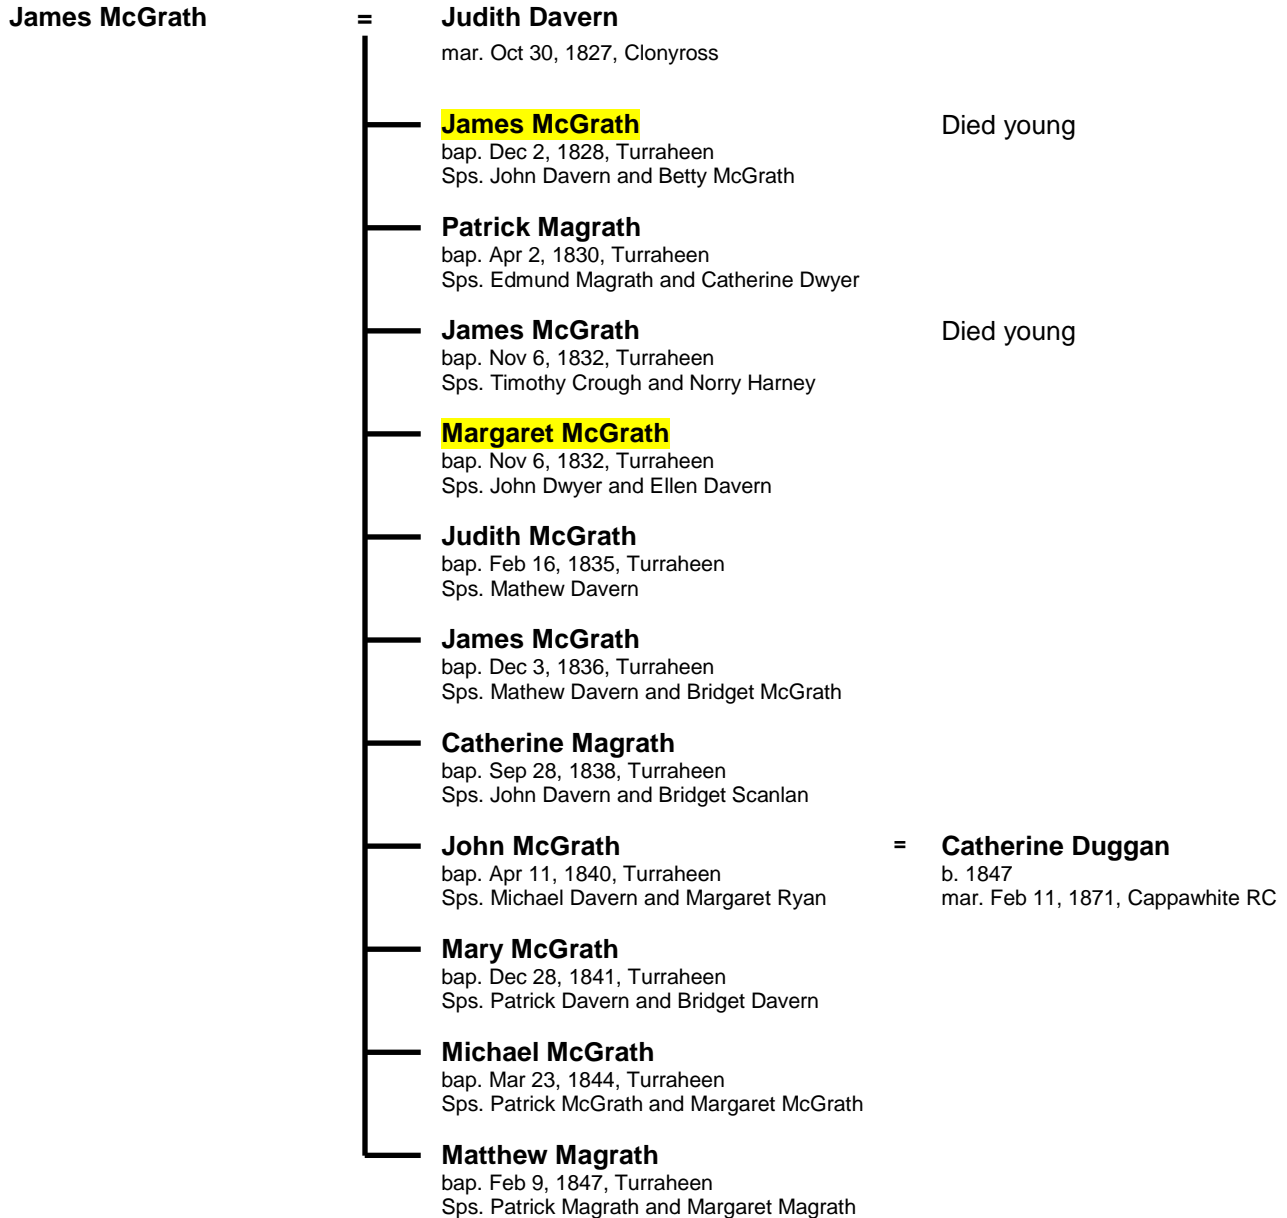 James McGrath = Judith Davern
mar. Oct 30, 1827, Clonyross
James McGrath Died young
bap. Dec 2, 1828, Turraheen
Sps. John Davern and Betty McGrath
Patrick Magrath
bap. Apr 2, 1830, Turraheen
Sps. Edmund Magrath and Catherine Dwyer
James McGrath Died young
bap. Nov 6, 1832, Turraheen
Sps. Timothy Crough and Norry Harney
Margaret McGrath
bap. Nov 6, 1832, Turraheen
Sps. John Dwyer and Ellen Davern
Judith McGrath
bap. Feb 16, 1835, Turraheen
Sps. Mathew Davern
James McGrath
bap. Dec 3, 1836, Turraheen
Sps. Mathew Davern and Bridget McGrath
Catherine Magrath
bap. Sep 28, 1838, Turraheen
Sps. John Davern and Bridget Scanlan
John McGrath = Catherine Duggan
bap. Apr 11, 1840, Turraheen b. 1847
Sps. Michael Davern and Margaret Ryan mar. Feb 11, 1871, Cappawhite RC
Mary McGrath
bap. Dec 28, 1841, Turraheen
Sps. Patrick Davern and Bridget Davern
Michael McGrath
bap. Mar 23, 1844, Turraheen
Sps. Patrick McGrath and Margaret McGrath
Matthew Magrath
bap. Feb 9, 1847, Turraheen
Sps. Patrick Magrath and Margaret Magrath